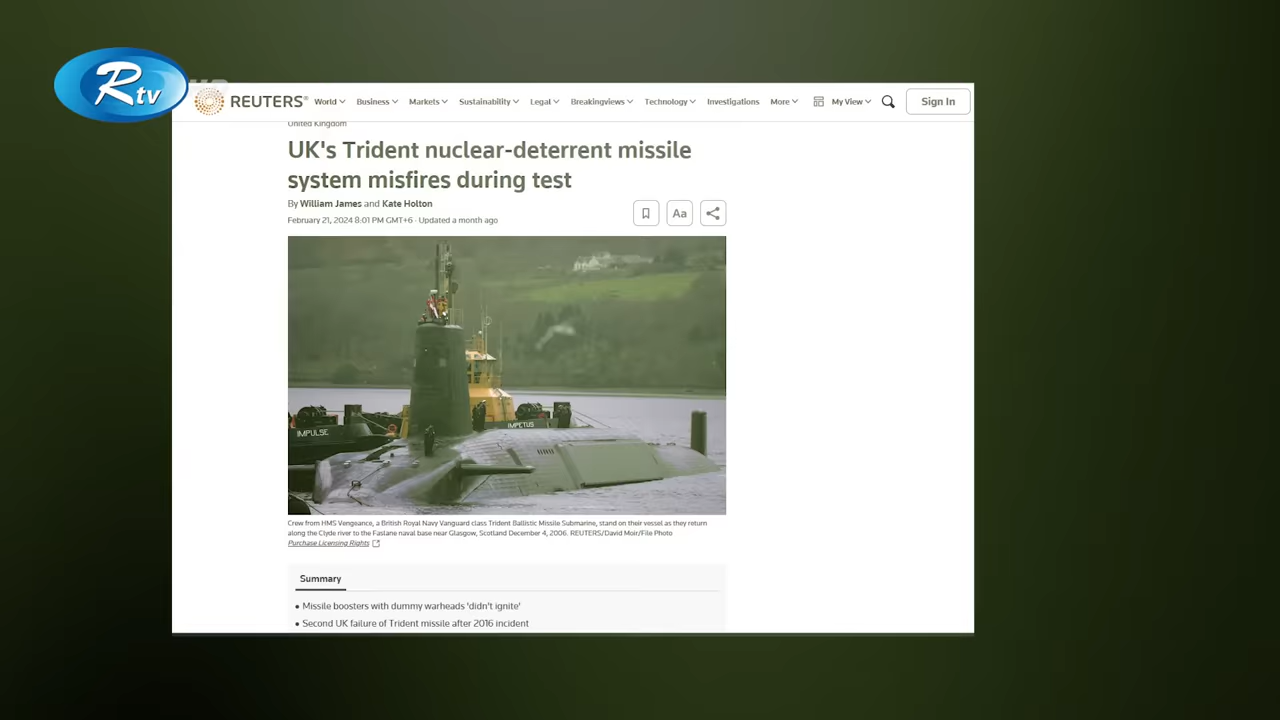 Rtv
REUTERS®
World
Business
Markets
Sustainability
Legal
Breakingviews
Technology
Investigations
More
My View
Sign In
United Kingdom
UK's Trident nuclear-deterrent missile
system misfires during test
By William James and Kate Holton
February 21, 2024 8:01 PM GMT+6 · Updated a month ago
Aa
IMPULSE
IMPETUS
Crew from HMS Vengeance, a British Royal Navy Vanguard class Trident Ballistic Missile Submarine, stand on their vessel as they return
along the Clyde river to the Faslane naval base near Glasgow, Scotland December 4, 2006. REUTERS/David Moir/File Photo
Purchase Licensing Rights
Summary
• Missile boosters with dummy warheads 'didn't ignite'
• Second UK failure of Trident missile after 2016 incident